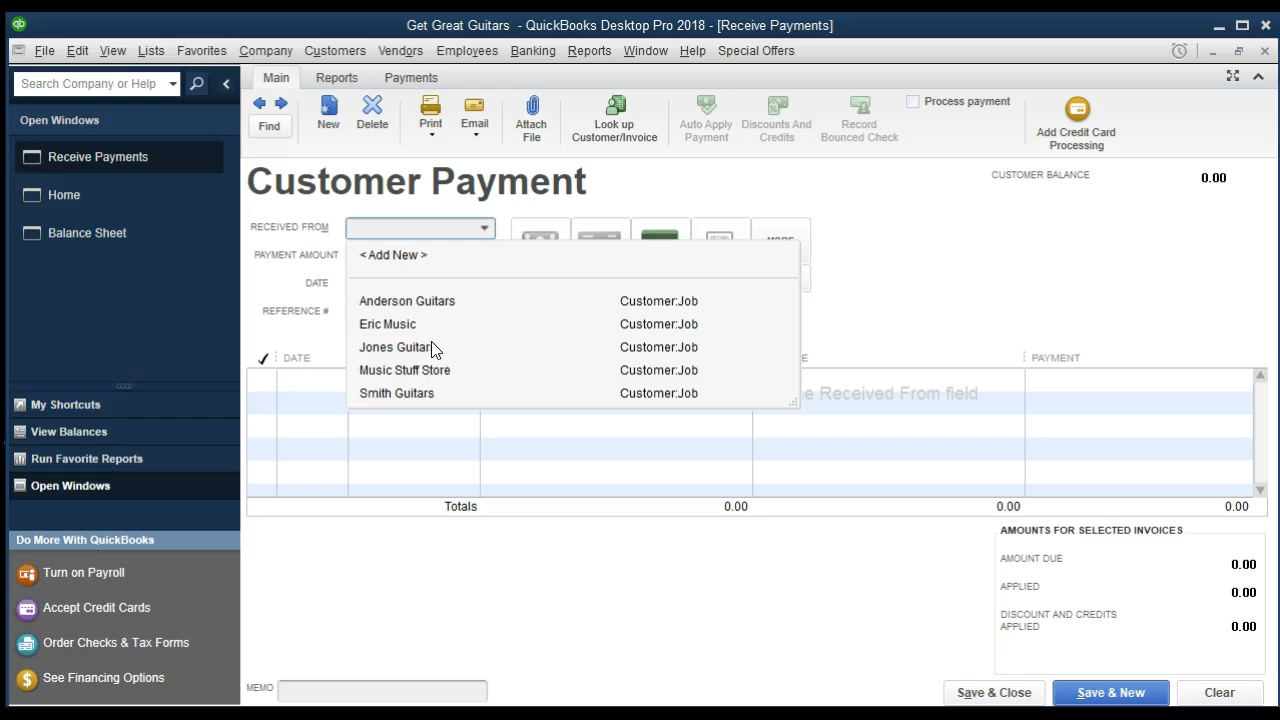 qb
Get Great Guitars - QuickBooks Desktop Pro 2018 - [Receive Payments]
File Edit View Lists Favorites Company Customers Vendors Employees Banking Reports Window Help Special Offers
Search Company or Help
Main Reports Payments
Find
New
Delete
Print
Email
Attach
File
Look up
Customer/Invoice
Auto Apply
Payment
Discounts And
Credits
Record
Bounced Check
Process payment
Add Credit Card
Processing
Open Windows
Receive Payments
Home
Balance Sheet
My Shortcuts
View Balances
Run Favorite Reports
Open Windows
Do More With QuickBooks
Turn on Payroll
Accept Credit Cards
Order Checks & Tax Forms
See Financing Options
Customer Payment
CUSTOMER BALANCE 0.00
RECEIVED FROM
PAYMENT AMOUNT
DATE
REFERENCE #
MORE
< Add New >
Anderson Guitars Customer:Job
Eric Music Customer:Job
Jones Guitar Customer:Job
Music Stuff Store Customer:Job
Smith Guitars Customer:Job
DATE PAYMENT
Received From field
Totals 0.00 0.00 0.00
AMOUNTS FOR SELECTED INVOICES
AMOUNT DUE 0.00
APPLIED 0.00
DISCOUNT AND CREDITS
APPLIED 0.00
MEMO
Save & Close Save & New Clear